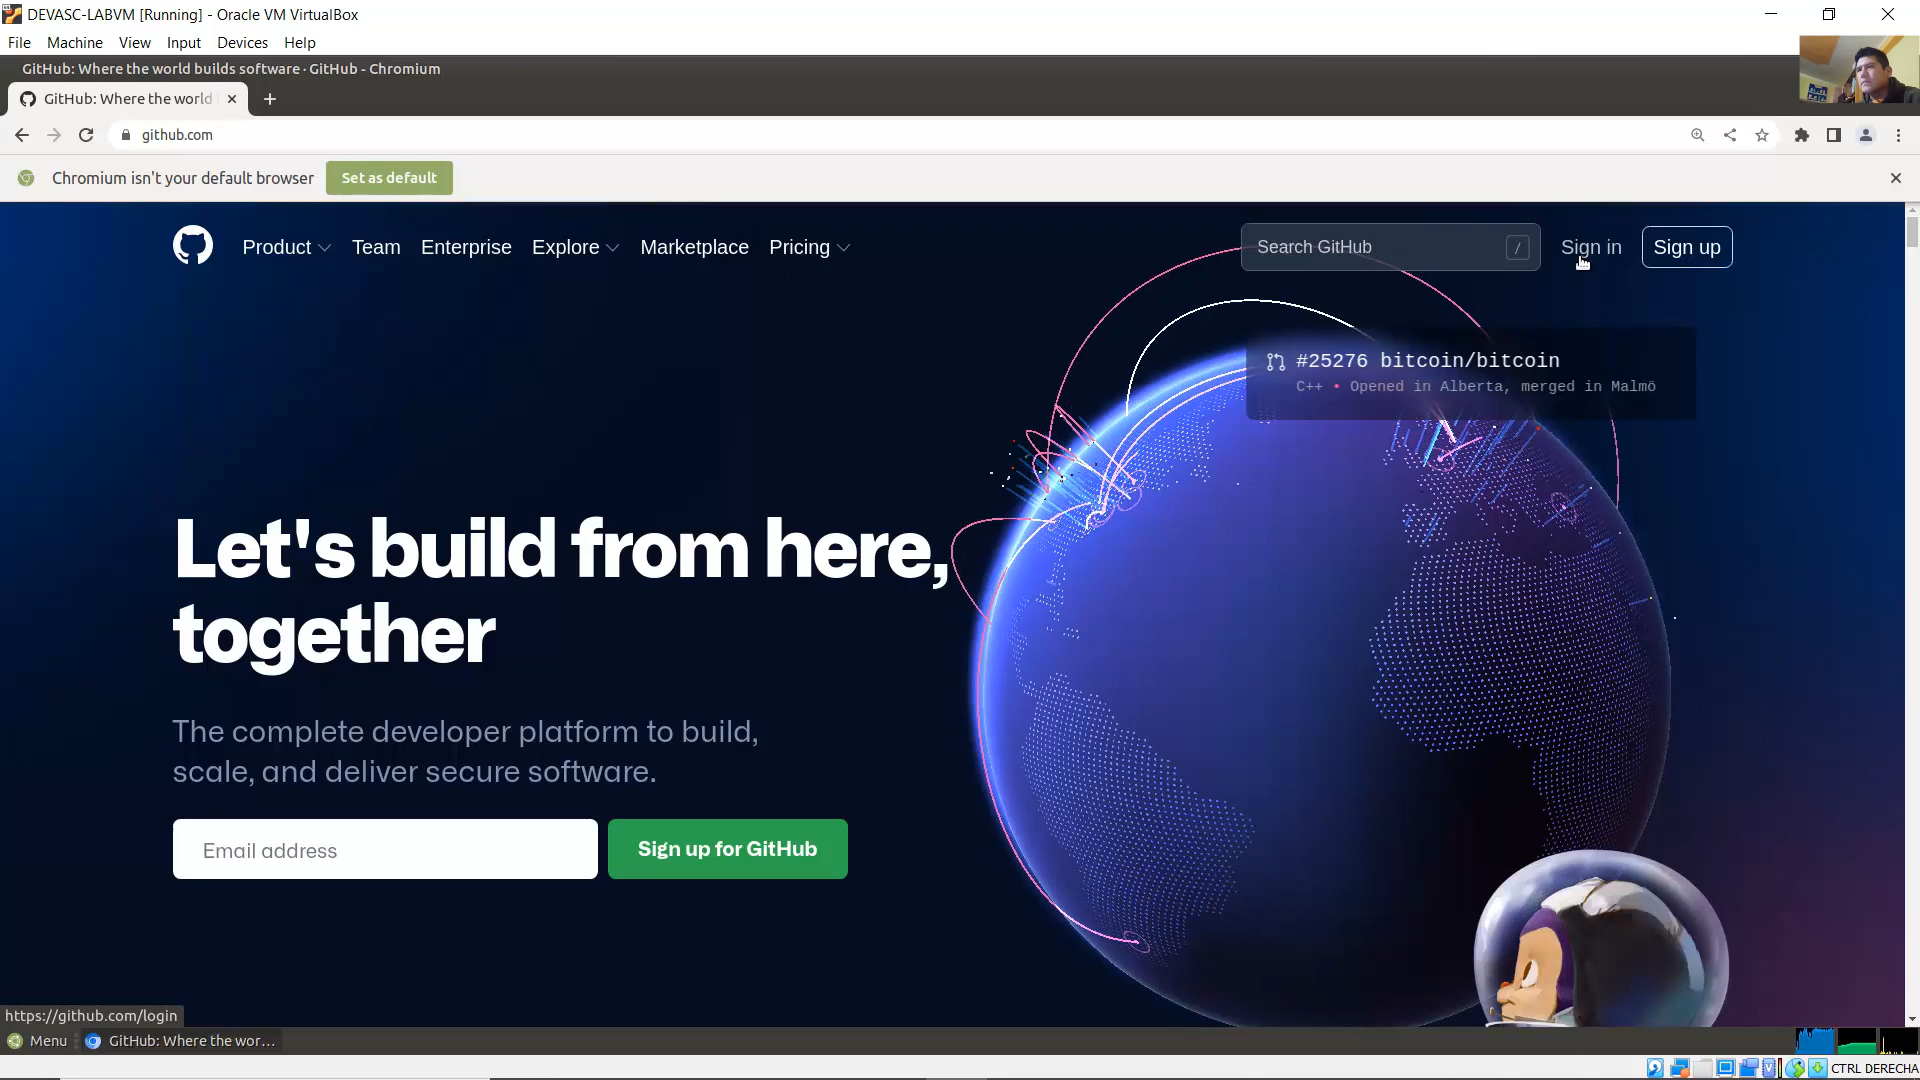 DEVASC-LABVM [Running] - Oracle VM VirtualBox
File Machine View Input Devices Help
GitHub: Where the world builds software · GitHub - Chromium
GitHub: Where the world
github.com
Chromium isn't your default browser
Set as default
Product Team Enterprise Explore Marketplace Pricing
Search GitHub /
Sign in
Sign up
#25276 bitcoin/bitcoin
C++ • Opened in Alberta, merged in Malmö
Let's build from here,
together
The complete developer platform to build,
scale, and deliver secure software.
Email address
Sign up for GitHub
https://github.com/login
Menu
GitHub: Where the wor...
CTRL DERECHA